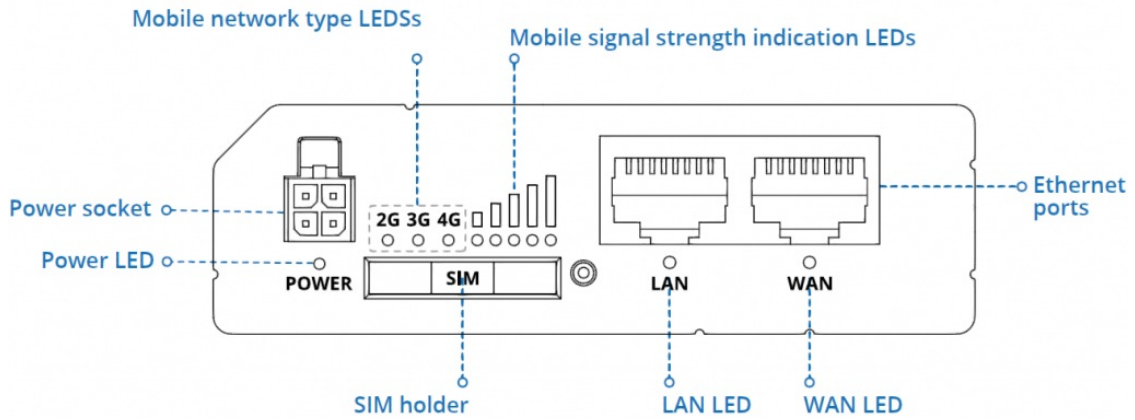 Mobile network type LEDSs
Mobile signal strength indication LEDs
Power socket
Ethernet
ports
2G 3G 4G
Power LED
POWER
SIM
LAN
WAN
SIM holder
LAN LED
WAN LED